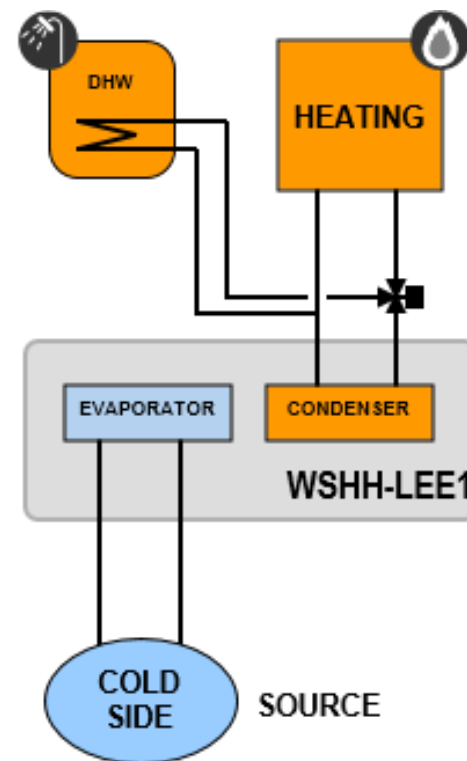 DHW
HEATING
EVAPORATOR
CONDENSER
WSHH-LEE1
COLD
SIDE
SOURCE